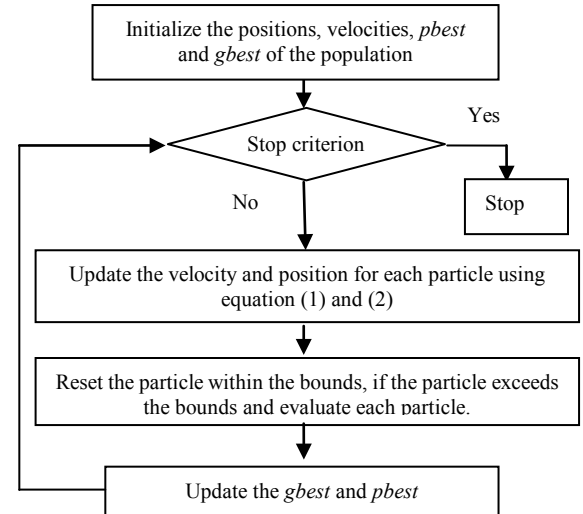 Initialize the positions, velocities, pbest
and gbest of the population
Yes
Stop criterion
No
Stop
Update the velocity and position for each particle using
equation (1) and (2)
Reset the particle within the bounds, if the particle exceeds
the bounds and evaluate each particle.
Update the gbest and pbest